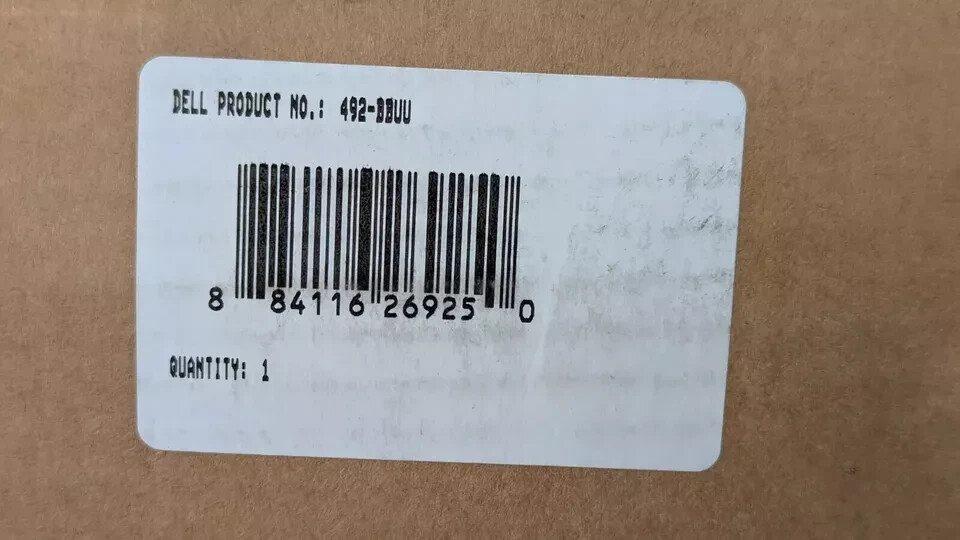 DELL PRODUCT NO.: 492-BBUU
8 84116 26925 0
QUANTITY: 1